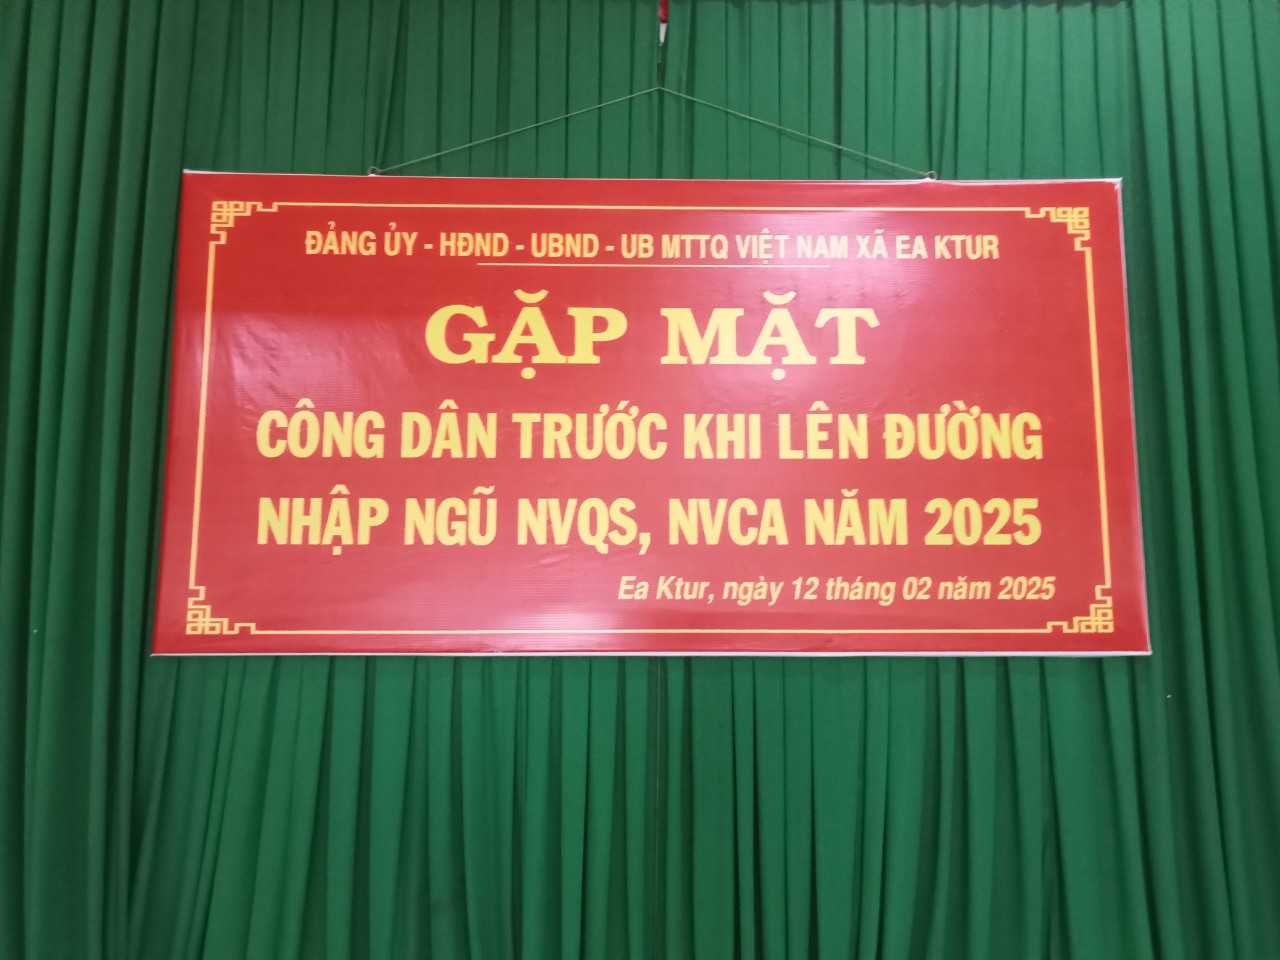 ĐẢNG ỦY - HĐND - UBND - UB MTTQ VIỆT NAM XÃ EA KTUR
GẶP MẶT
CÔNG DÂN TRƯỚC KHI LÊN ĐƯỜNG
NHẬP NGŨ NVQS, NVCA NĂM 2025
Ea Ktur, ngày 12 tháng 02 năm 2025